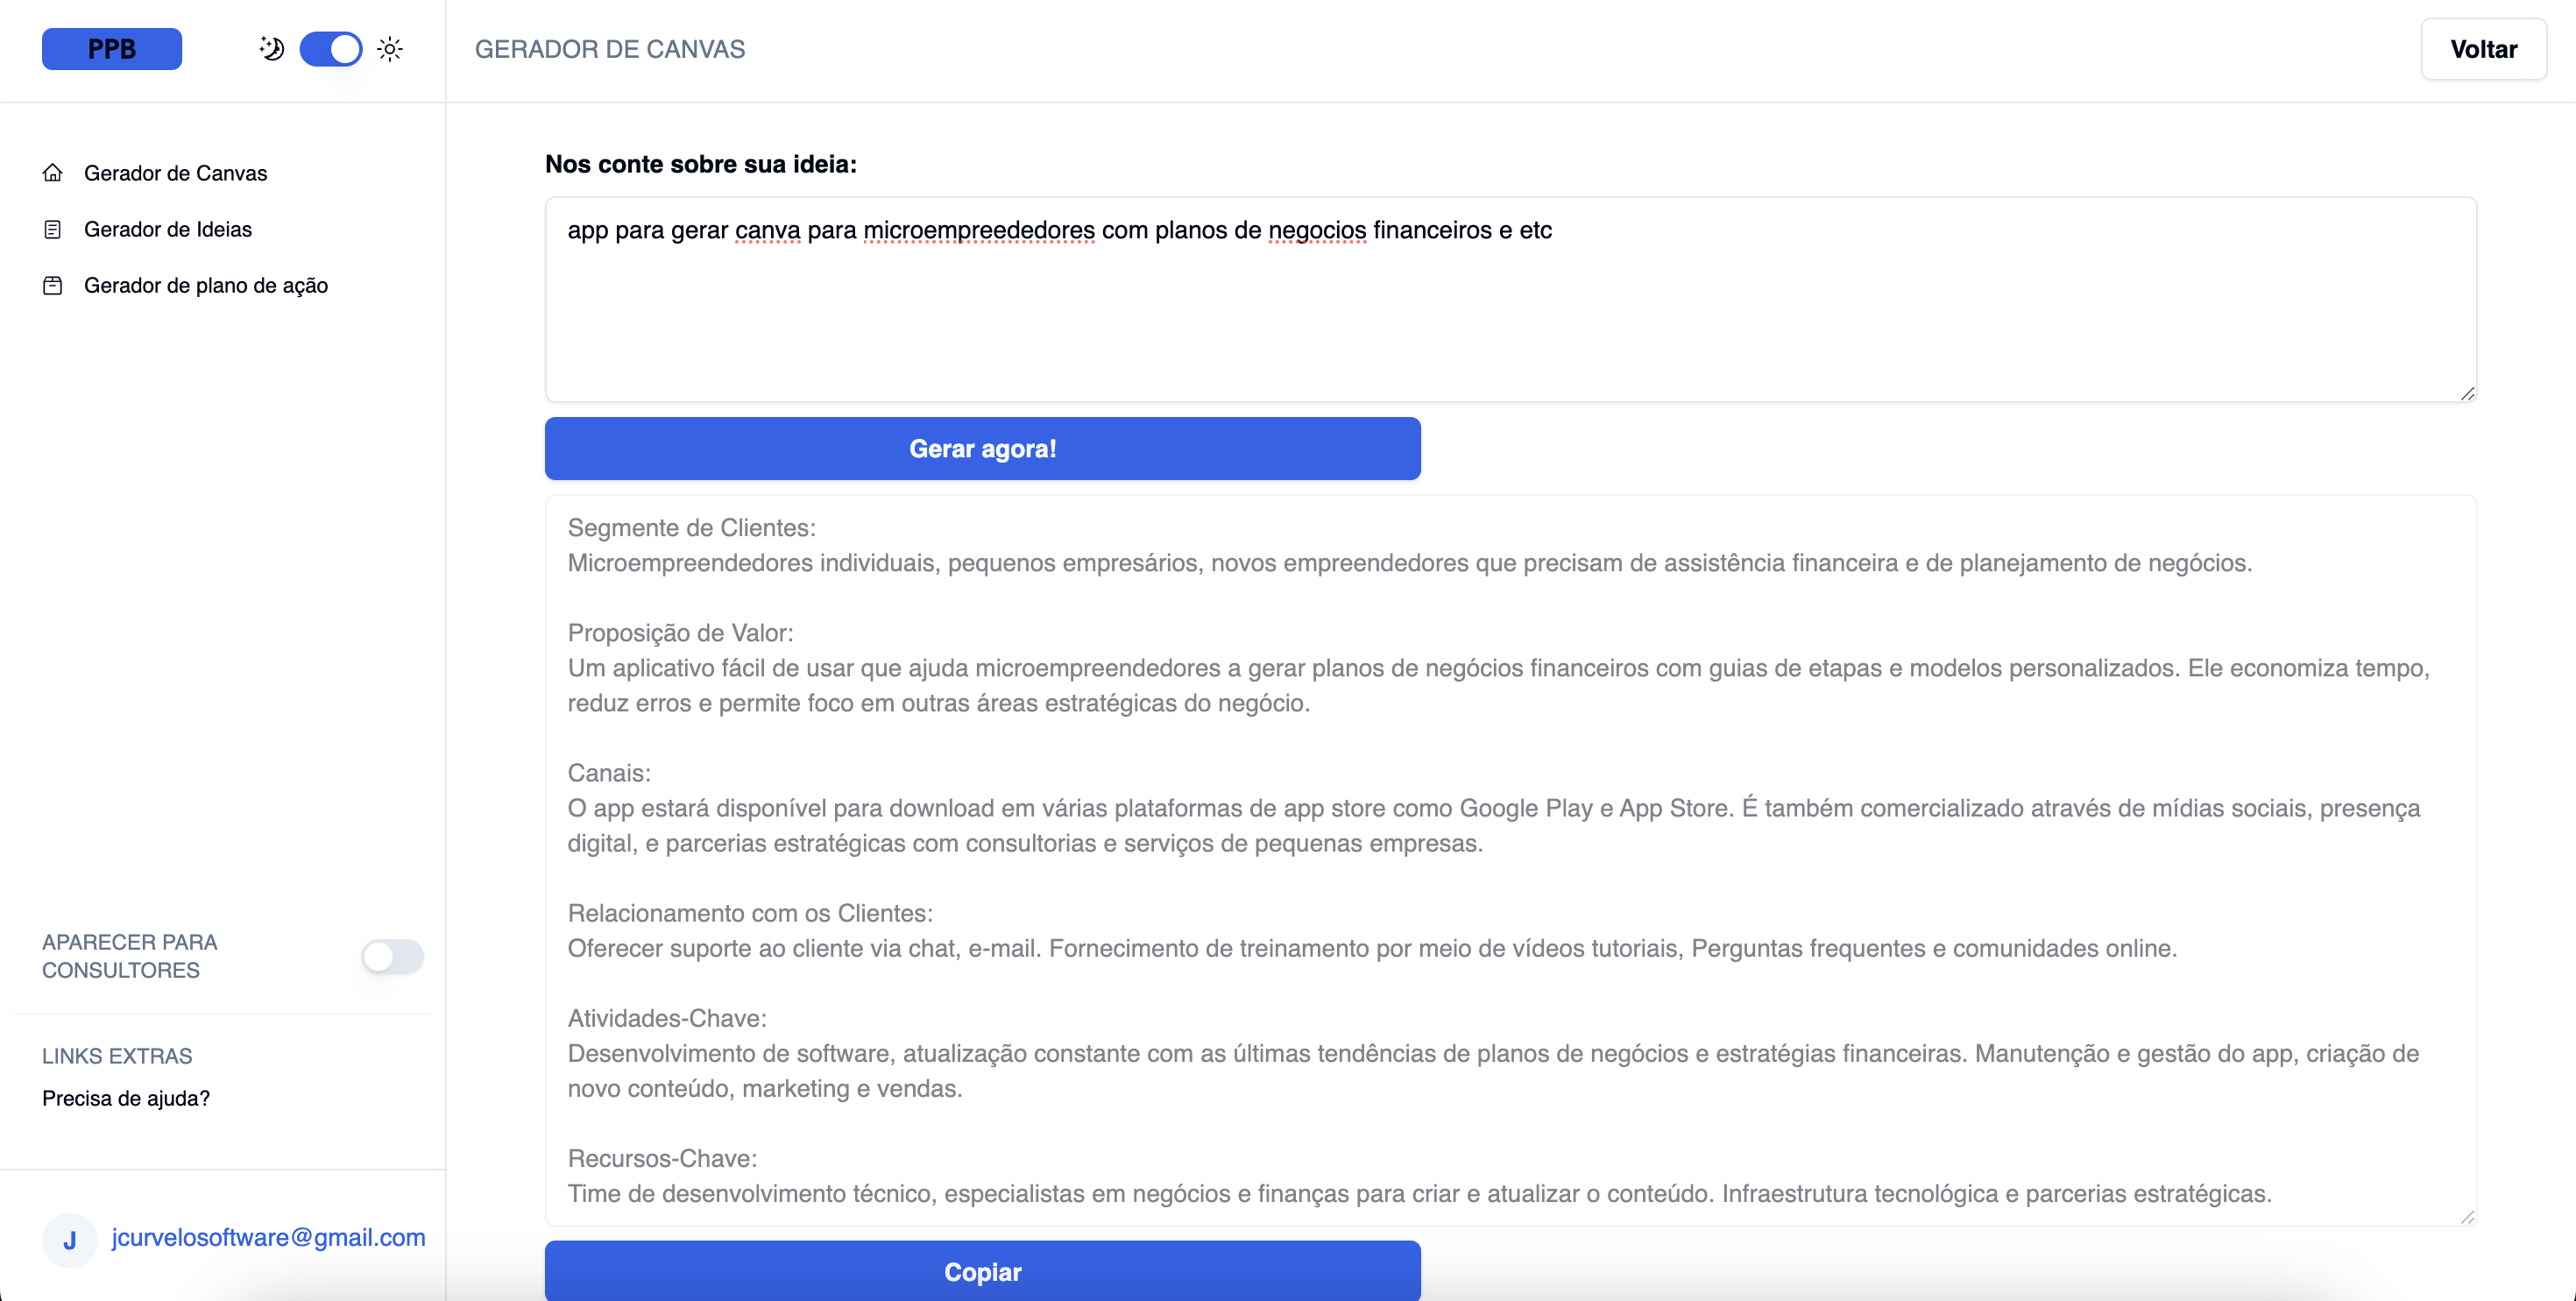 PPB
GERADOR DE CANVAS
Voltar
Gerador de Canvas
Gerador de Ideias
Gerador de plano de ação
APARECER PARA
CONSULTORES
LINKS EXTRAS
Precisa de ajuda?
J
jcurvelosoftware@gmail.com
Nos conte sobre sua ideia:
app para gerar canva para microempreededores com planos de negocios financeiros e etc
Gerar agora!
Segmente de Clientes:
Microempreendedores individuais, pequenos empresários, novos empreendedores que precisam de assistência financeira e de planejamento de negócios.
Proposição de Valor:
Um aplicativo fácil de usar que ajuda microempreendedores a gerar planos de negócios financeiros com guias de etapas e modelos personalizados. Ele economiza tempo,
reduz erros e permite foco em outras áreas estratégicas do negócio.
Canais:
O app estará disponível para download em várias plataformas de app store como Google Play e App Store. É também comercializado através de mídias sociais, presença
digital, e parcerias estratégicas com consultorias e serviços de pequenas empresas.
Relacionamento com os Clientes:
Oferecer suporte ao cliente via chat, e-mail. Fornecimento de treinamento por meio de vídeos tutoriais, Perguntas frequentes e comunidades online.
Atividades-Chave:
Desenvolvimento de software, atualização constante com as últimas tendências de planos de negócios e estratégias financeiras. Manutenção e gestão do app, criação de
novo conteúdo, marketing e vendas.
Recursos-Chave:
Time de desenvolvimento técnico, especialistas em negócios e finanças para criar e atualizar o conteúdo. Infraestrutura tecnológica e parcerias estratégicas.
Copiar